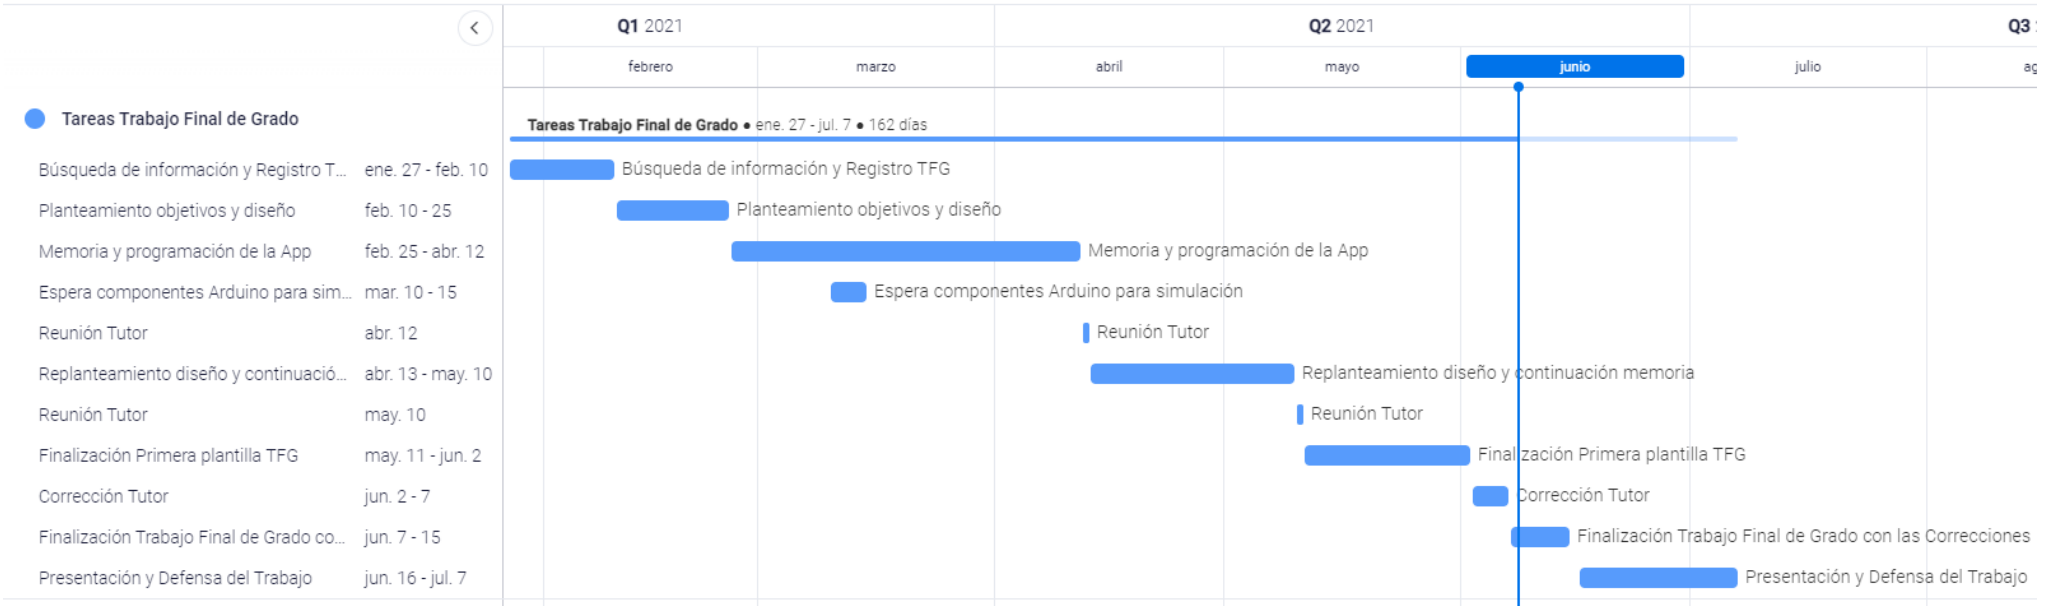 Q1 2021
Q2 2021
Q3
febrero
marzo
abril
mayo
junio
julio
Tareas Trabajo Final de Grado
Tareas Trabajo Final de Grado • ene. 27 - jul. 7 • 162 días
Búsqueda de información y Registro T... ene. 27 - feb. 10 Búsqueda de información y Registro TFG
Planteamiento objetivos y diseño feb. 10 - 25 Planteamiento objetivos y diseño
Memoria y programación de la App feb. 25 - abr. 12 Memoria y programación de la App
Espera componentes Arduino para sim... mar. 10 - 15 Espera componentes Arduino para simulación
Reunión Tutor abr. 12 Reunión Tutor
Replanteamiento diseño y continuació... abr. 13 - may. 10 Replanteamiento diseño y continuación memoria
Reunión Tutor may. 10 Reunión Tutor
Finalización Primera plantilla TFG may. 11 - jun. 2 Finalización Primera plantilla TFG
Corrección Tutor jun. 2 - 7 Corrección Tutor
Finalización Trabajo Final de Grado co... jun. 7 - 15 Finalización Trabajo Final de Grado con las Correcciones
Presentación y Defensa del Trabajo jun. 16 - jul. 7 Presentación y Defensa del Trabajo